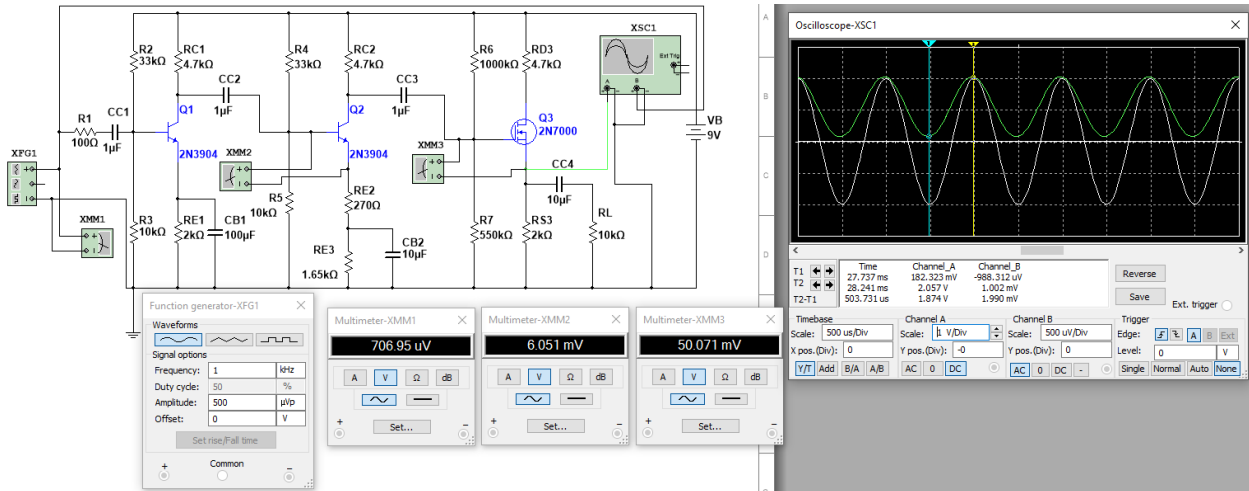 XSC1
Ext Trig
A
B
R2
33kΩ
RC1
4.7kΩ
R4
33kΩ
RC2
4.7kΩ
R6
1000kΩ
RD3
4.7kΩ
CC2
1µF
CC3
1µF
Q1
Q2
Q3
2N7000
VB
9V
R1
100Ω
CC1
1µF
2N3904
2N3904
XMM2
XMM3
XFG1
XMM1
CC4
10µF
R5
10kΩ
RE2
270Ω
R3
10kΩ
RE1
2kΩ
CB1
100µF
RE3
1.65kΩ
CB2
10µF
R7
550kΩ
RS3
2kΩ
RL
10kΩ
A
B
C
D
Function generator-XFG1
Waveforms
Signal options
Frequency: 1 kHz
Duty cycle: 50 %
Amplitude: 500 µVp
Offset: 0 V
Set rise/Fall time
+ Common −
Multimeter-XMM1
706.95 uV
A V Ω dB
Set...
+ −
Multimeter-XMM2
6.051 mV
A V Ω dB
Set...
+ −
Multimeter-XMM3
50.071 mV
A V Ω dB
Set...
+ −
Oscilloscope-XSC1
1 2
Time Channel_A Channel_B
T1 27.737 ms 182.323 mV -988.312 uV
T2 28.241 ms 2.057 V 1.002 mV
T2-T1 503.731 us 1.874 V 1.990 mV
Reverse
Save
Ext. trigger
Timebase
Scale: 500 us/Div
X pos.(Div): 0
Y/T Add B/A A/B
Channel A
Scale: 1 V/Div
Y pos.(Div): -0
AC 0 DC
Channel B
Scale: 500 uV/Div
Y pos.(Div): 0
AC 0 DC -
Trigger
Edge: A B Ext
Level: 0 V
Single Normal Auto None